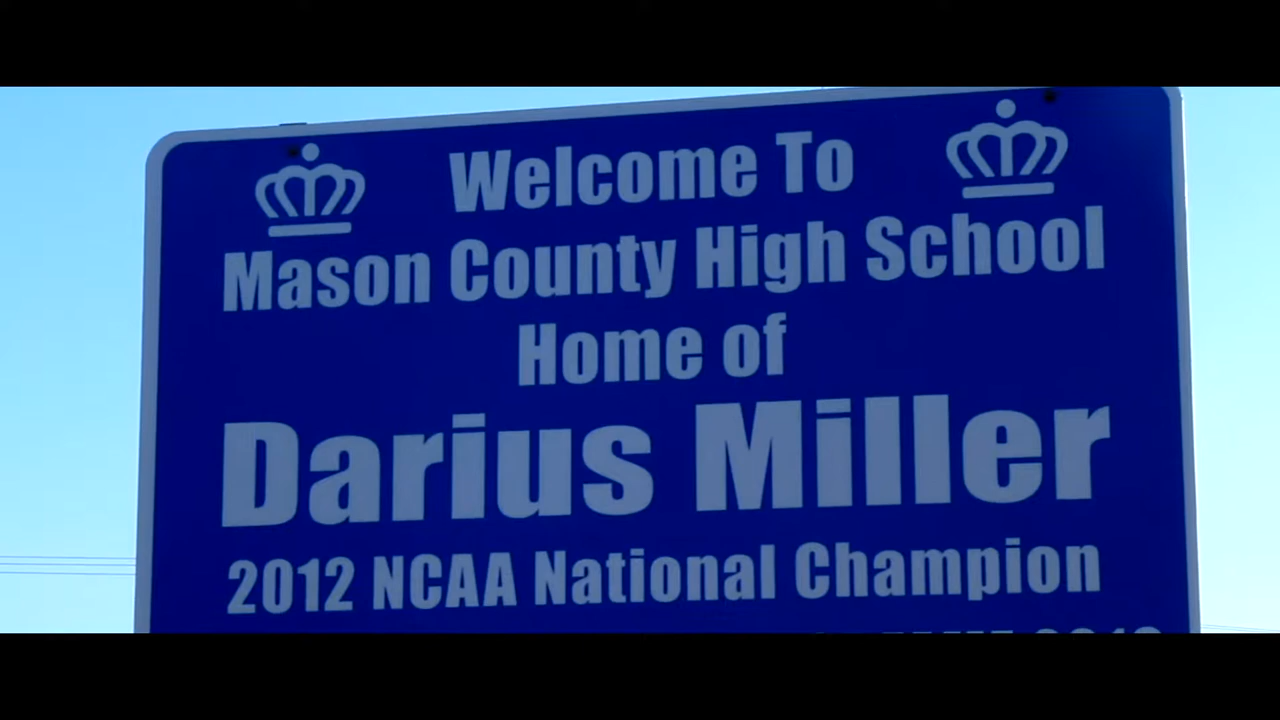 Welcome To
Mason County High School
Home of
Darius Miller
2012 NCAA National Champion